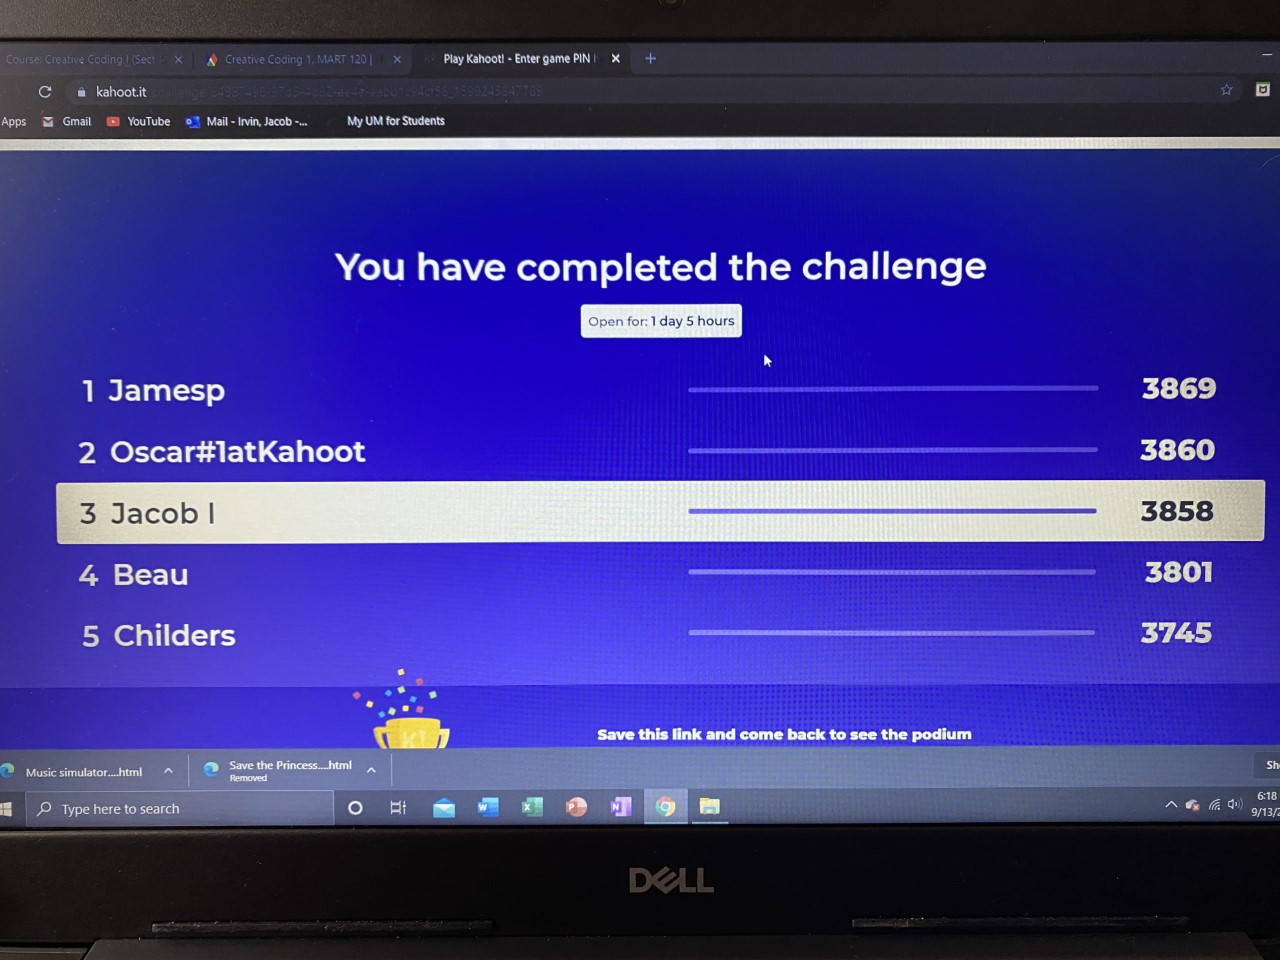 Course: Creative Coding I (Sect
Creative Coding 1, MART 120 |
Play Kahoot! - Enter game PIN
kahoot.it
Apps Gmail YouTube Mail - Irvin, Jacob -... My UM for Students
You have completed the challenge
Open for: 1 day 5 hours
1 Jamesp 3869
2 Oscar#1atKahoot 3860
3 Jacob I 3858
4 Beau 3801
5 Childers 3745
K!
Save this link and come back to see the podium
Music simulator....html
Save the Princess....html
Removed
Sh
Type here to search
6:18
9/13/2
DELL